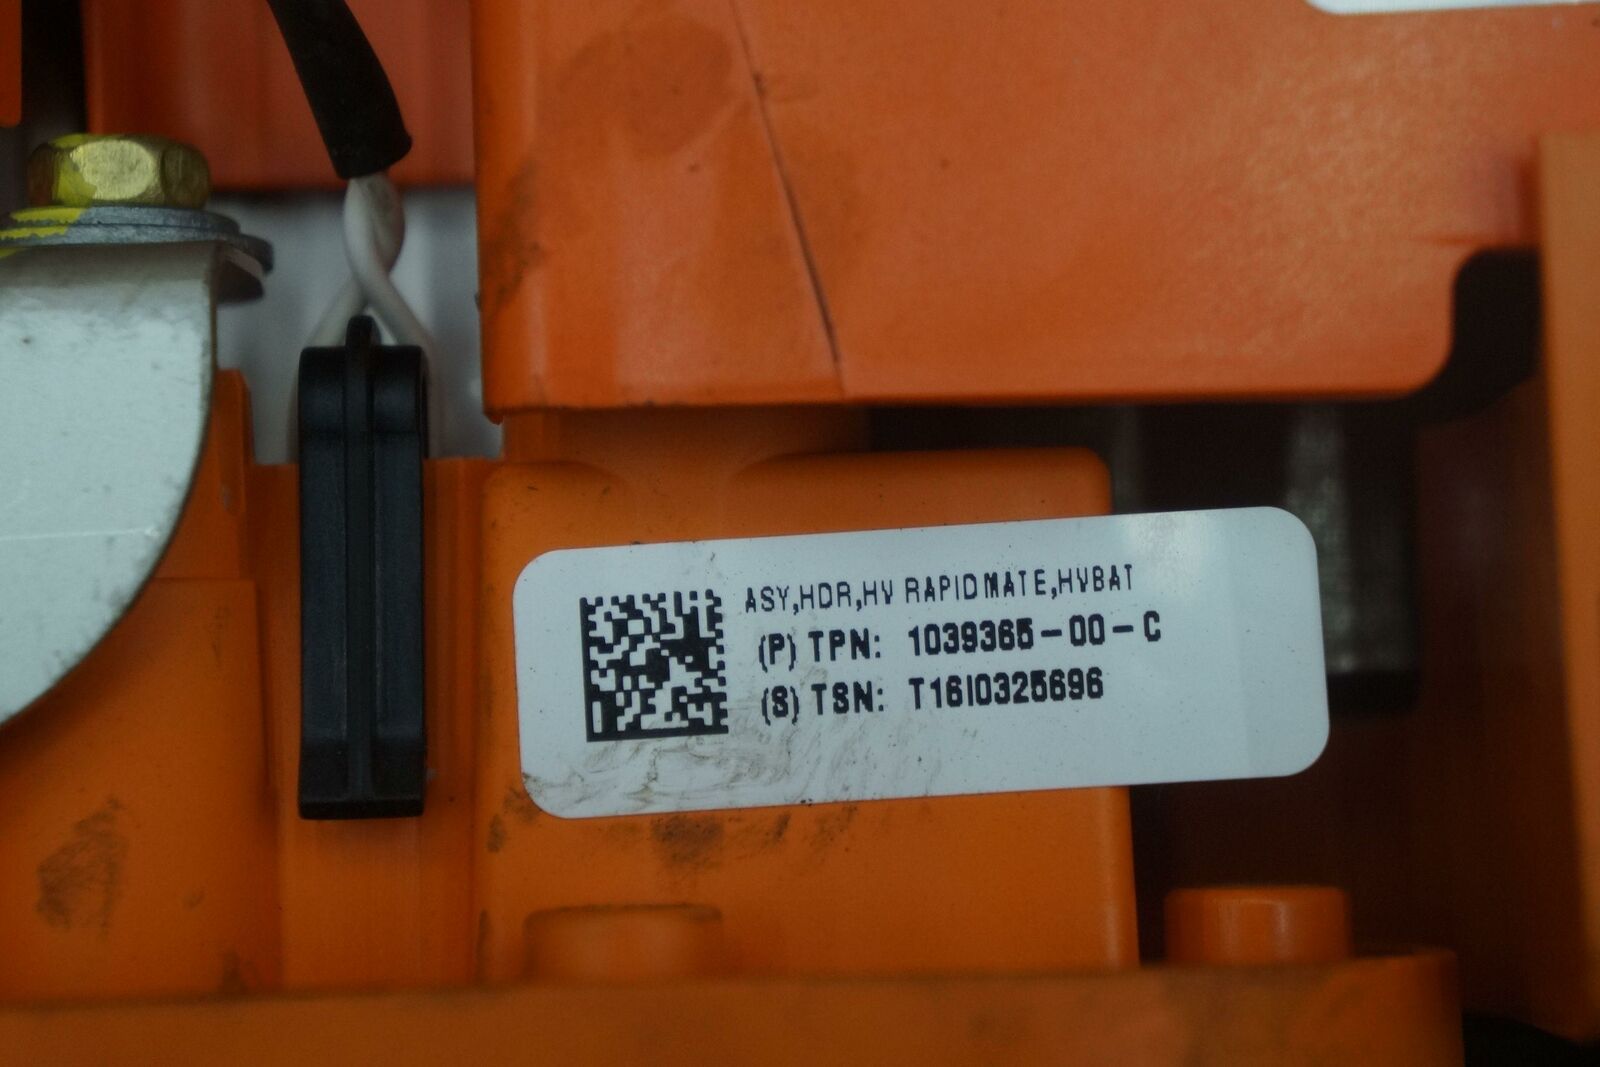 ASY,HDR,HV RAPIDMATE,HVBAT
(P) TPN: 1039365-00-C
(S) TSN: T16I0325696